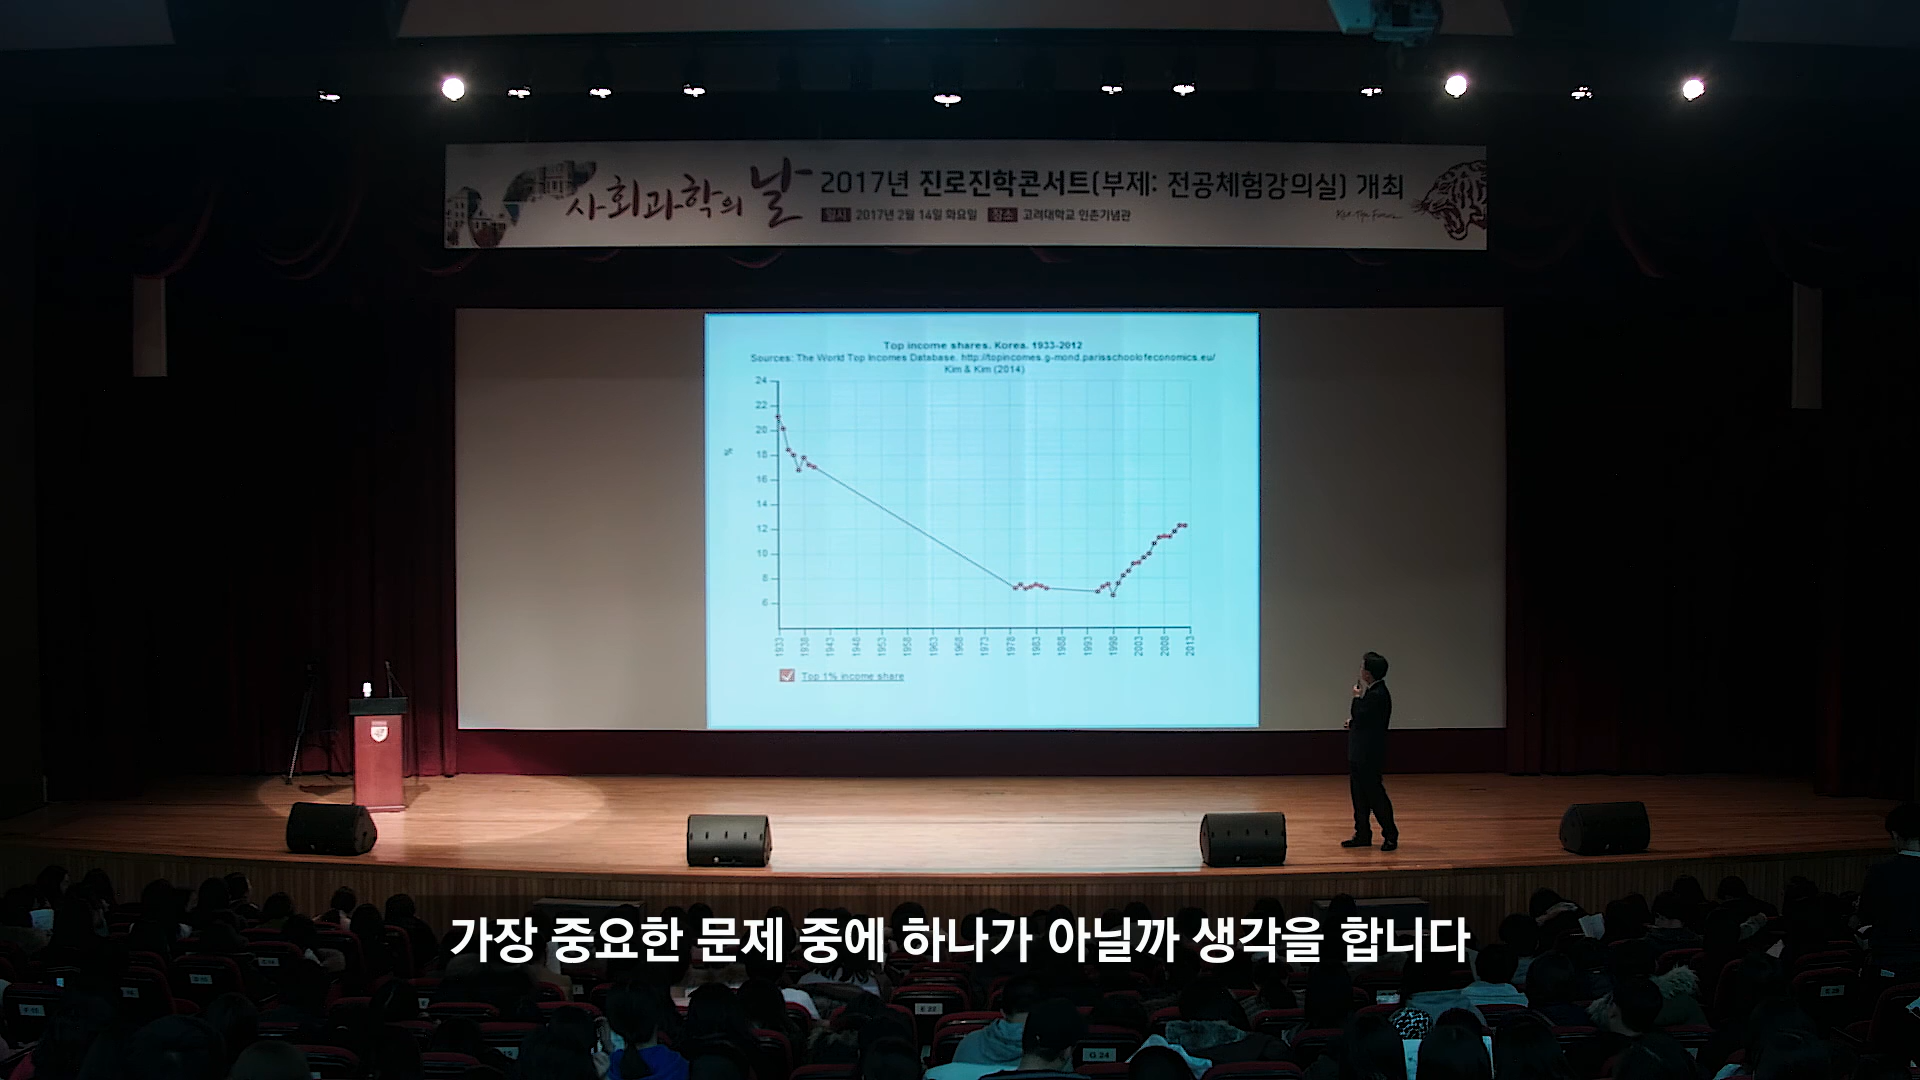 사회과학의 날
2017년 진로진학콘서트(부제: 전공체험강의실) 개최
일시 2017년 2월 14일 화요일 장소 고려대학교 인촌기념관
Top income shares, Korea, 1933-2012
Sources: The World Top Incomes Database. http://topincomes.g-mond.parisschoolofeconomics.eu/
Kim & Kim (2014)
24
22
20
18
16
14
12
10
8
6
%
1933 1938 1943 1948 1953 1958 1963 1968 1973 1978 1983 1988 1993 1998 2003 2008 2013
Top 1% income share
가장 중요한 문제 중에 하나가 아닐까 생각을 합니다
E 25
G 24